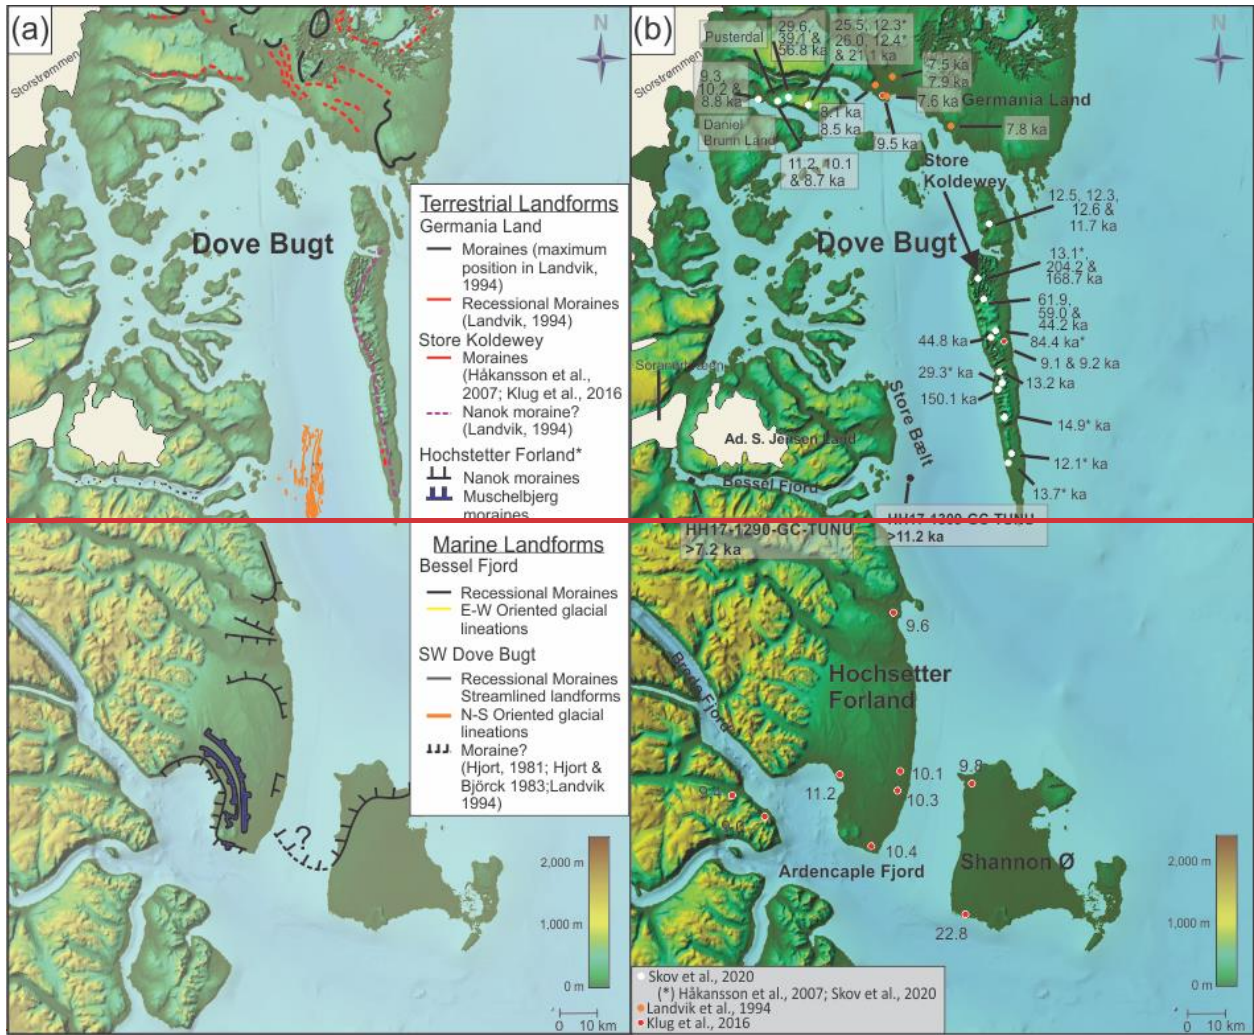 (a)
N
Storstrømmen
Dove Bugt
Terrestrial Landforms
Germania Land
Moraines (maximum
position in Landvik,
1994)
Recessional Moraines
(Landvik, 1994)
Store Koldewey
Moraines
(Håkansson et al.,
2007; Klug et al., 2016
Nanok moraine?
(Landvik, 1994)
Hochstetter Forland*
Nanok moraines
Muschelbjerg
moraines
Marine Landforms
Bessel Fjord
Recessional Moraines
E-W Oriented glacial
lineations
SW Dove Bugt
Recessional Moraines
Streamlined landforms
N-S Oriented glacial
lineations
Moraine?
(Hjort, 1981; Hjort &
Björck 1983;Landvik
1994)
?
2,000 m
1,000 m
0 m
0 10 km
(b)
N
Storstrømmen
Pusterdal
29.6,
39.1 &
56.8 ka
25.5, 12.3*
26.0, 12.4*
& 21.1 ka
9.3,
10.2 &
8.8 ka
7.5 ka
7.9 ka
7.6 ka
Germania Land
8.1 ka
8.5 ka
7.8 ka
Daniel
Bruun Land
9.5 ka
11.2, 10.1
& 8.7 ka
Store
Koldewey
12.5, 12.3,
12.6 &
11.7 ka
Dove Bugt
13.1*,
204.2 &
168.7 ka
61.9,
59.0 &
44.2 ka
44.8 ka
84.4 ka*
9.1 & 9.2 ka
29.3* ka
13.2 ka
150.1 ka
14.9* ka
Store Bælt
Ad. S. Jensen Land
12.1* ka
Bessel Fjord
13.7* ka
HH17-1290-GC-TUNU
>7.2 ka
HH17-1309-GC-TUNU
>11.2 ka
9.6
Hochsetter
Forland
Brede Fjord
11.2
10.1
10.3
9.8
10.4
Ardencaple Fjord
Shannon Ø
22.8
2,000 m
1,000 m
0 m
Skov et al., 2020
(*) Håkansson et al., 2007; Skov et al., 2020
Landvik et al., 1994
Klug et al., 2016
0 10 km